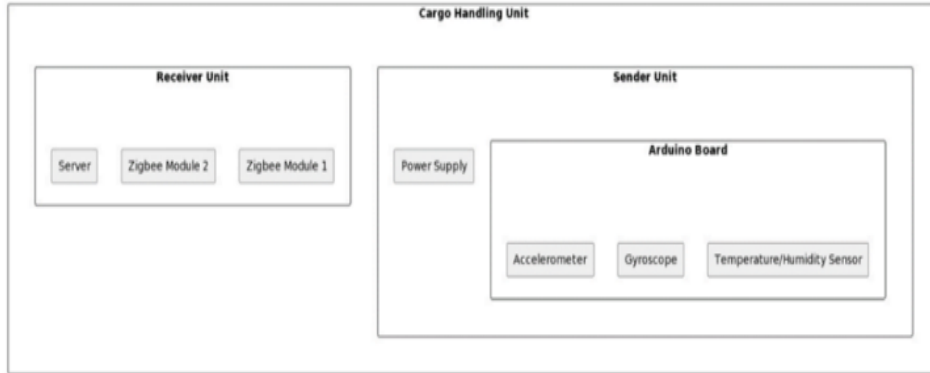 Cargo Handling Unit
Receiver Unit
Server
Zigbee Module 2
Zigbee Module 1
Sender Unit
Power Supply
Arduino Board
Accelerometer
Gyroscope
Temperature/Humidity Sensor